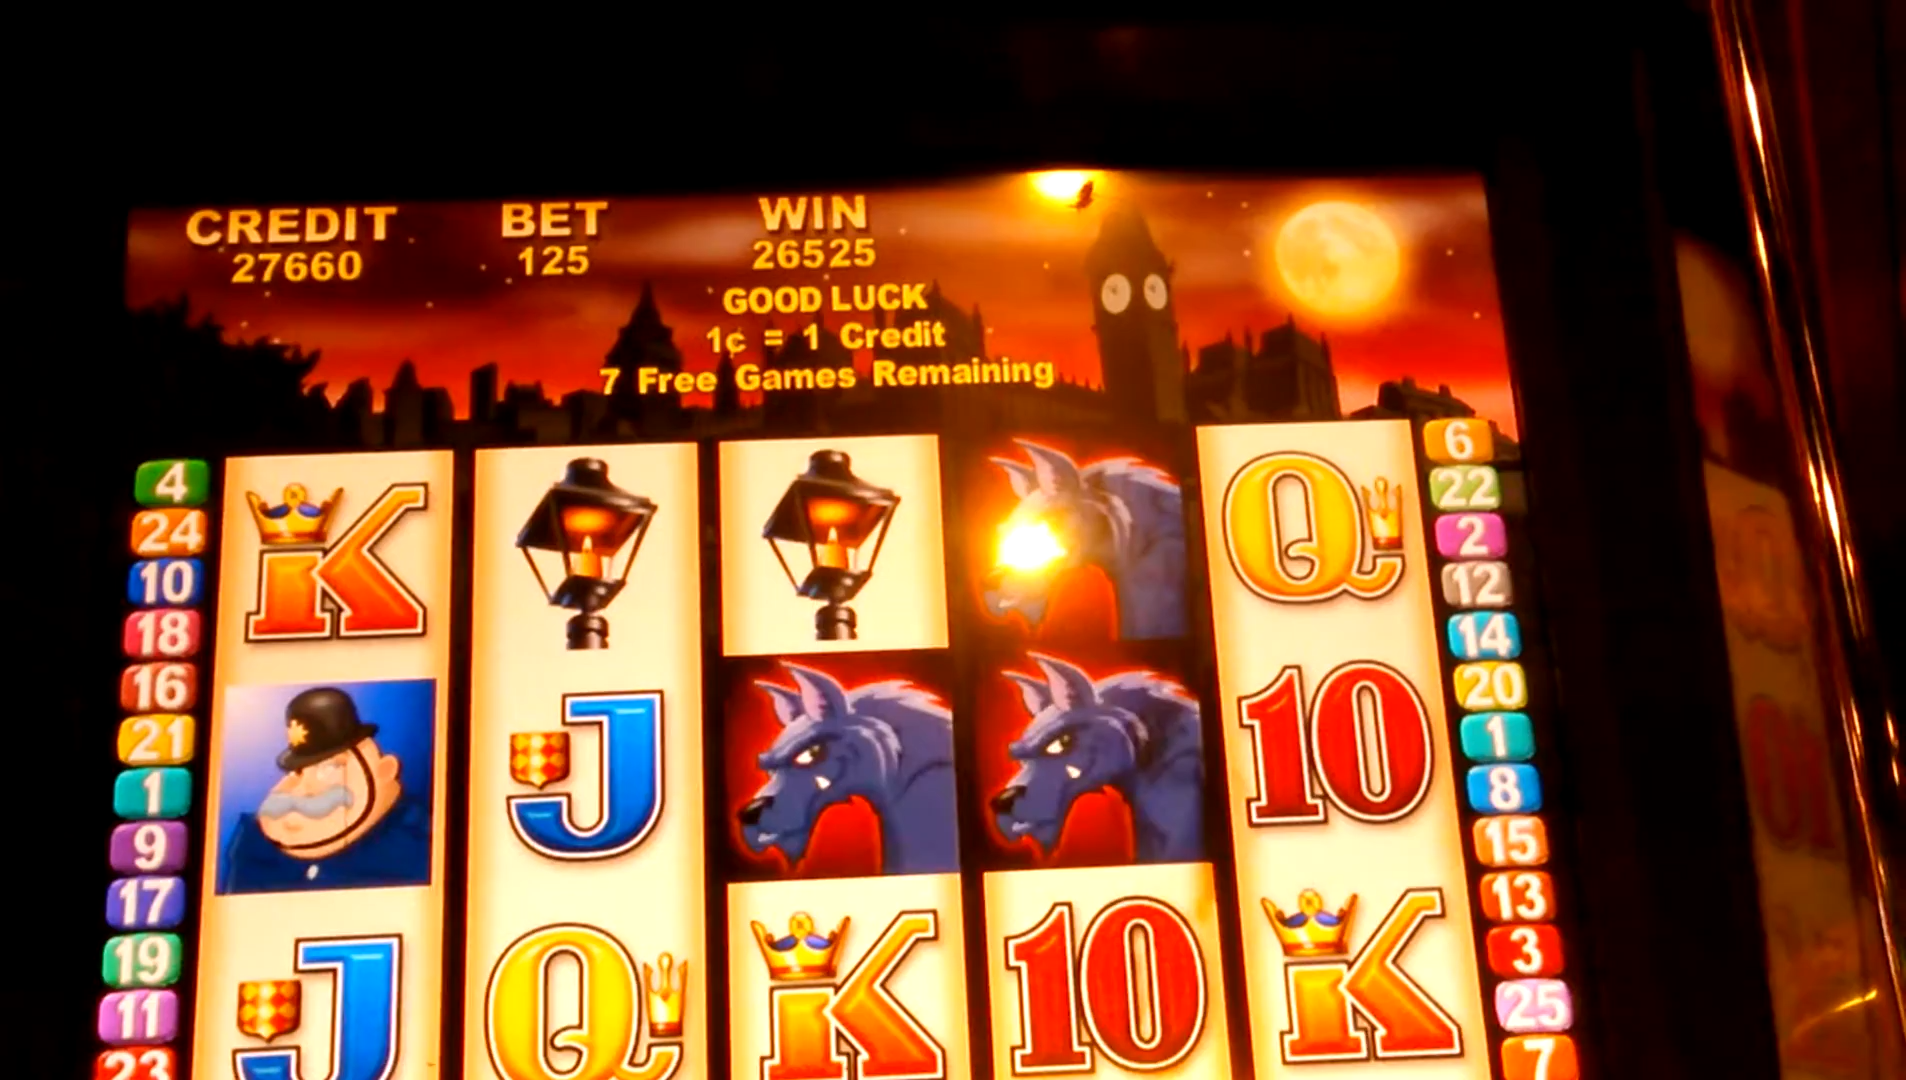 CREDIT BET WIN
27660 125 26525
GOOD LUCK
1¢ = 1 Credit
7 Free Games Remaining
4 K Q 6
24 22
10 2
18 12
16 14
21 J 10 20
1 1
9 8
17 15
19 J Q K 10 K 13
11 3
23 25
7